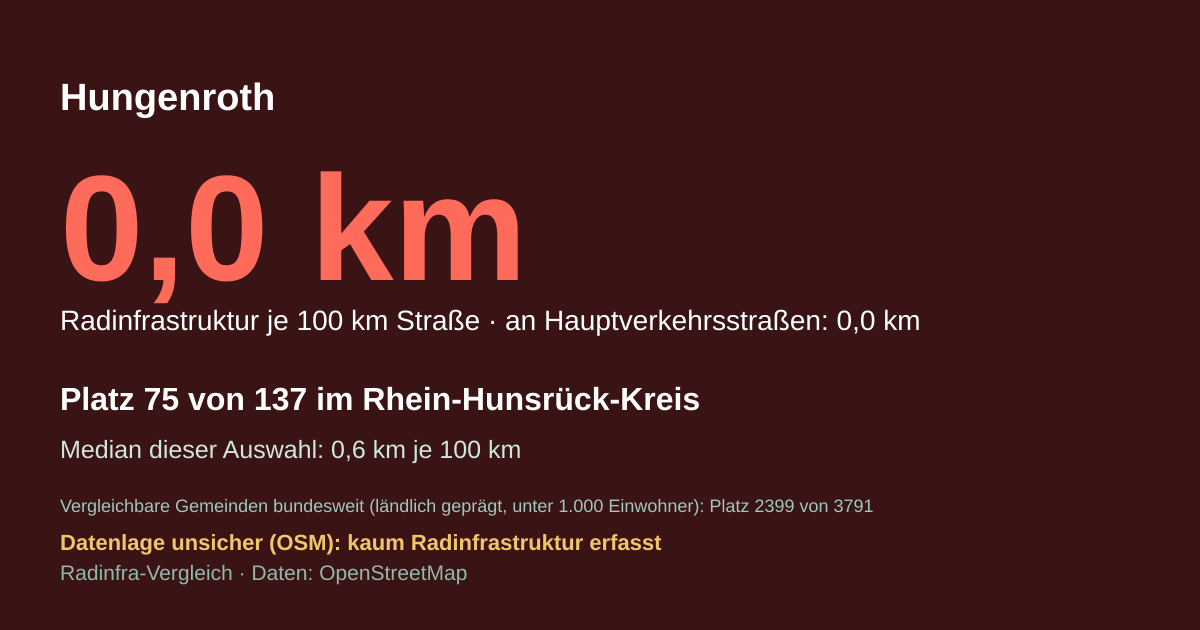 Hungenroth
0,0 km
Radinfrastruktur je 100 km Straße · an Hauptverkehrsstraßen: 0,0 km
Platz 75 von 137 im Rhein-Hunsrück-Kreis
Median dieser Auswahl: 0,6 km je 100 km
Vergleichbare Gemeinden bundesweit (ländlich geprägt, unter 1.000 Einwohner): Platz 2399 von 3791
Datenlage unsicher (OSM): kaum Radinfrastruktur erfasst
Radinfra-Vergleich · Daten: OpenStreetMap